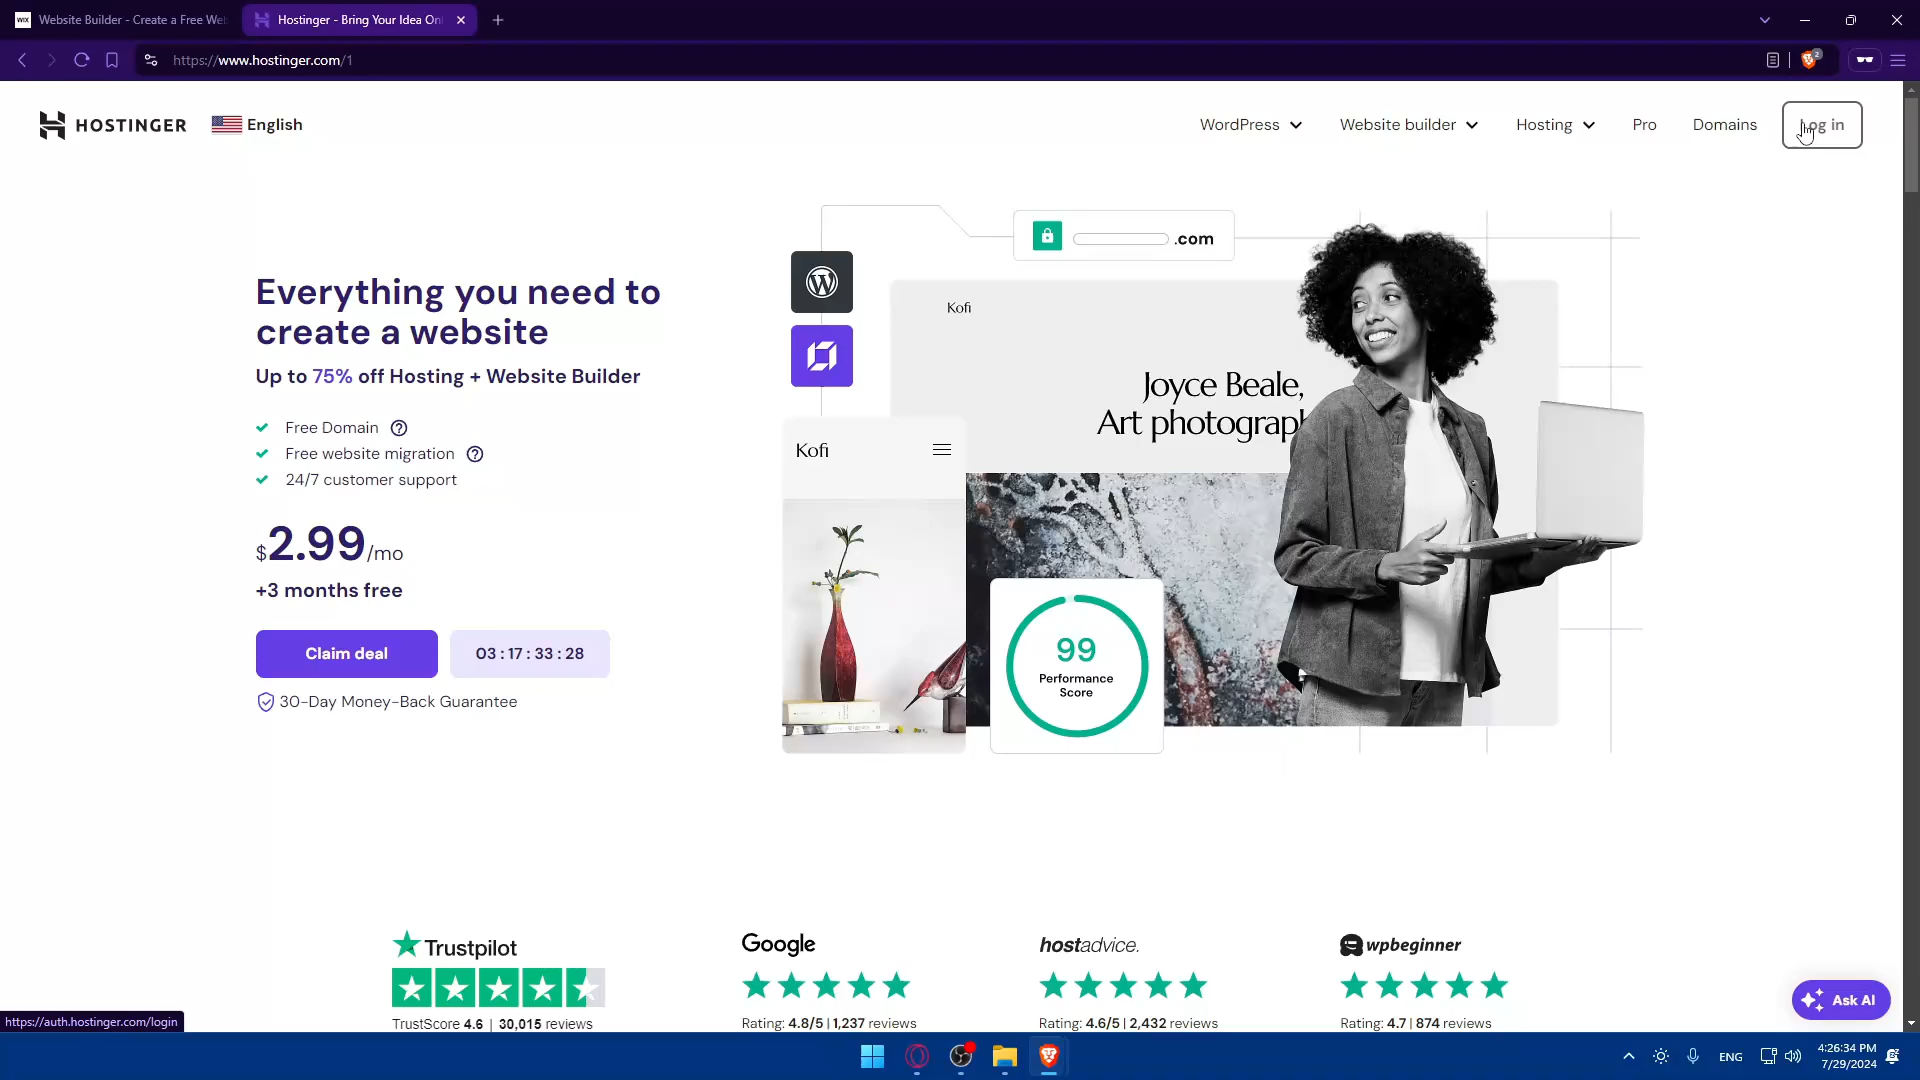 WIX Website Builder - Create a Free Web
Hostinger - Bring Your Idea Onl
https://www.hostinger.com/1
2
HOSTINGER
English
WordPress
Website builder
Hosting
Pro
Domains
Log in
.com
Kofi
Everything you need to
create a website
Up to 75% off Hosting + Website Builder
Joyce Beale,
Art photograph
Free Domain
Free website migration
24/7 customer support
Kofi
$2.99/mo
+3 months free
Claim deal
03 : 17 : 33 : 28
30-Day Money-Back Guarantee
99
Performance
Score
Trustpilot
TrustScore 4.6 | 30,015 reviews
Google
Rating: 4.8/5 | 1,237 reviews
hostadvice.
Rating: 4.6/5 | 2,432 reviews
wpbeginner
Rating: 4.7 | 874 reviews
Ask AI
https://auth.hostinger.com/login
ENG
4:26:34 PM
7/29/2024